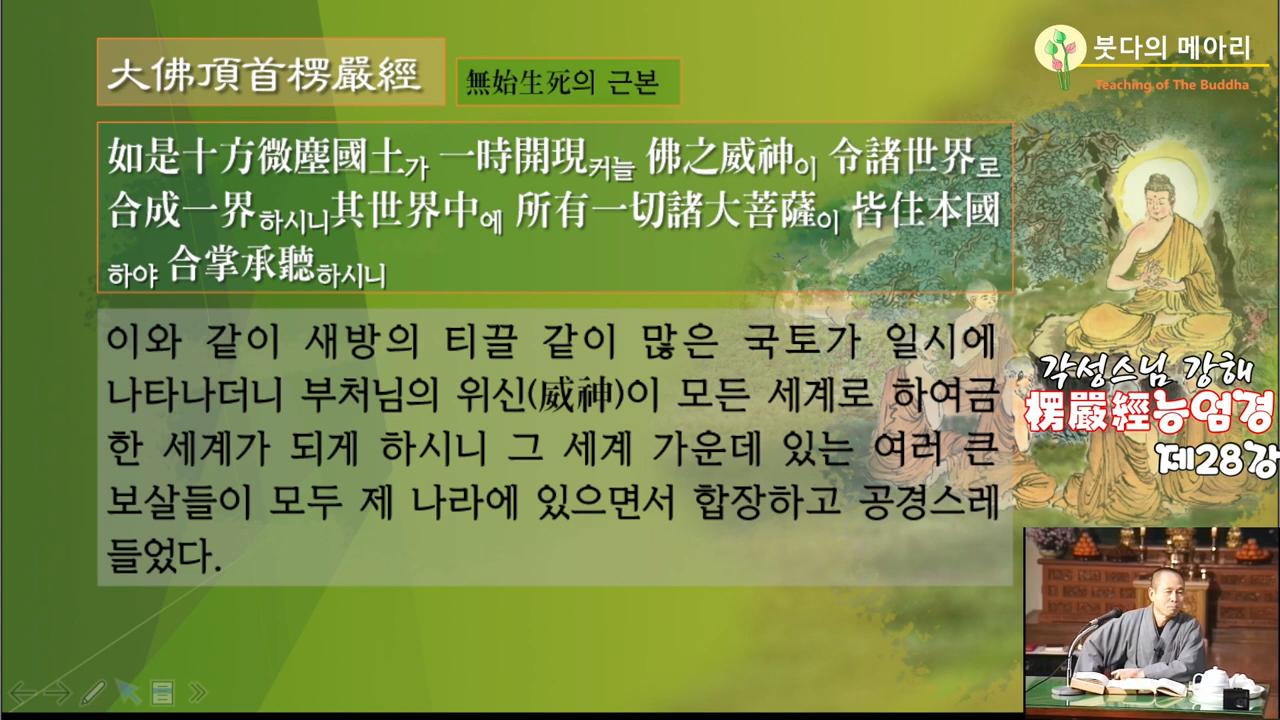 大佛頂首楞嚴經
無始生死의 근본
如是十方微塵國土가 一時開現커늘 佛之威神이 令諸世界로
合成一界하시니其世界中에 所有一切諸大菩薩이 皆住本國
하야 合掌承聽하시니
이와 같이 새방의 티끌 같이 많은 국토가 일시에
나타나더니 부처님의 위신(威神)이 모든 세계로 하여금
한 세계가 되게 하시니 그 세계 가운데 있는 여러 큰
보살들이 모두 제 나라에 있으면서 합장하고 공경스레
들었다.
붓다의 메아리
Teaching of The Buddha
각성스님 강해
楞嚴經능엄경
제28강